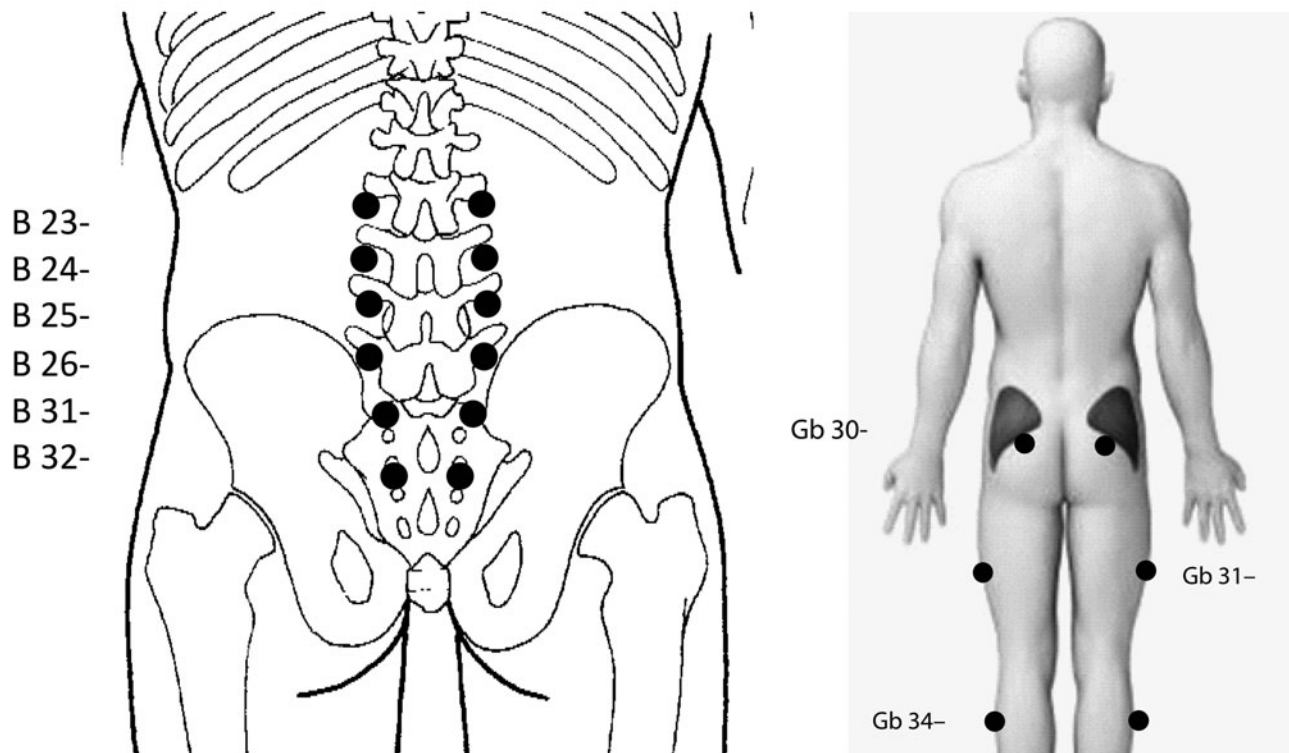 B 23-
B 24-
B 25-
B 26-
B 31-
B 32-
Gb 30-
Gb 31–
Gb 34–